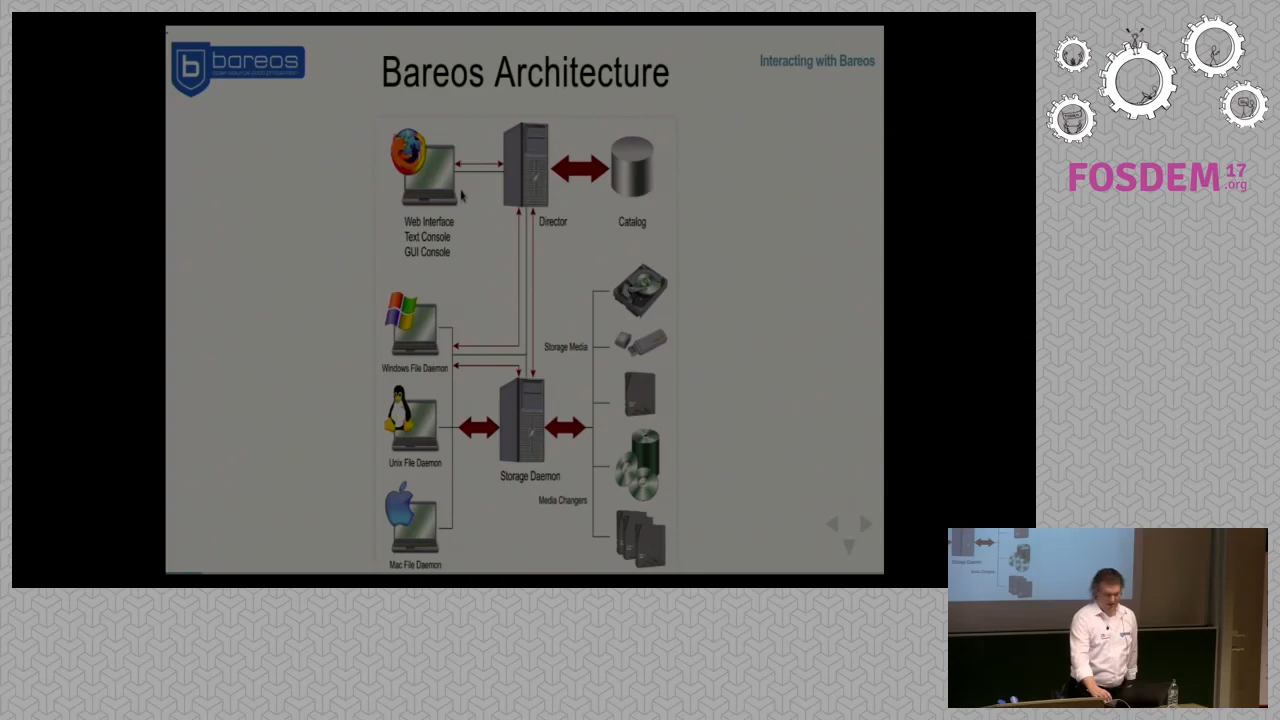 bareos
Bareos Architecture
Interacting with Bareos
Web Interface
Text Console
GUI Console
Director
Catalog
Storage Media
Windows File Daemon
Unix File Daemon
Storage Daemon
Media Changers
Mac File Daemon
FOSDEM 17
.org